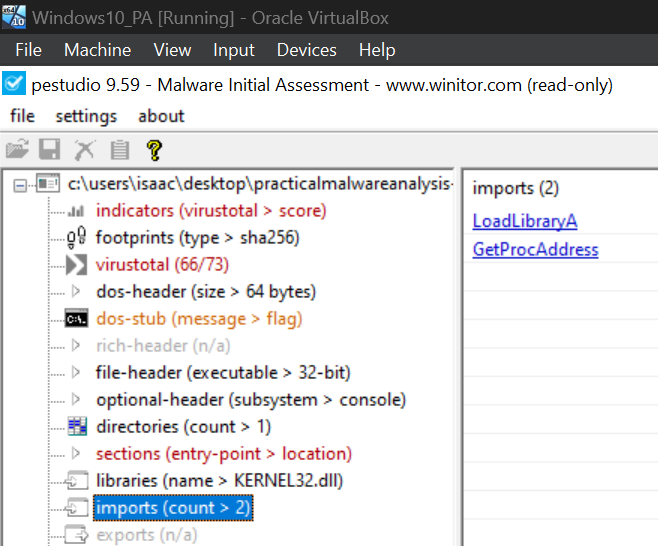 Windows10_PA [Running] - Oracle VirtualBox
File Machine View Input Devices Help
pestudio 9.59 - Malware Initial Assessment - www.winitor.com (read-only)
file settings about
c:\users\isaac\desktop\practicalmalwareanalysis-
indicators (virustotal > score)
footprints (type > sha256)
virustotal (66/73)
dos-header (size > 64 bytes)
dos-stub (message > flag)
rich-header (n/a)
file-header (executable > 32-bit)
optional-header (subsystem > console)
directories (count > 1)
sections (entry-point > location)
libraries (name > KERNEL32.dll)
imports (count > 2)
exports (n/a)
imports (2)
LoadLibraryA
GetProcAddress